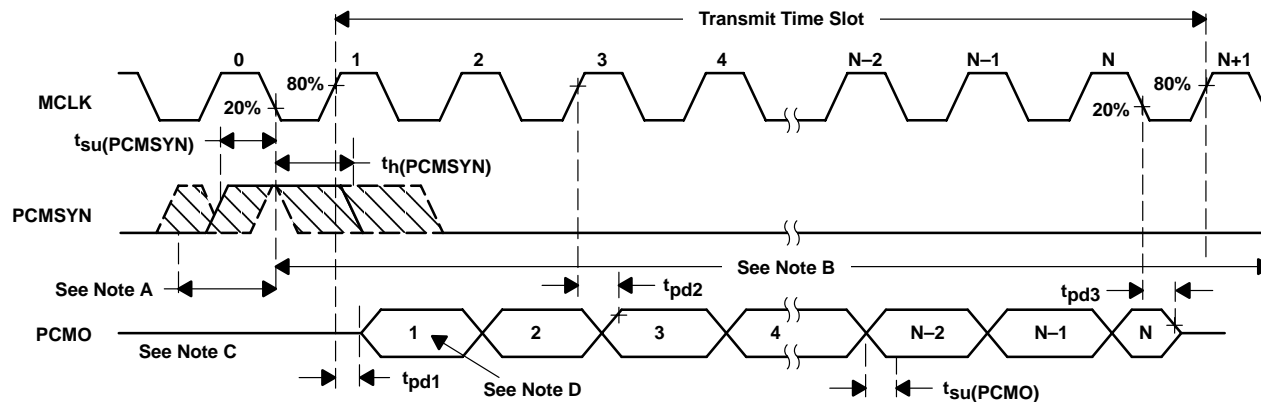 Transmit Time Slot
0 1 2 3 4 N–2 N–1 N N+1
MCLK
80%
20%
80%
20%
tsu(PCMSYN)
th(PCMSYN)
PCMSYN
See Note A
See Note B
tpd2
tpd3
PCMO
1 2 3 4 N–2 N–1 N
See Note C
tpd1
See Note D
tsu(PCMO)